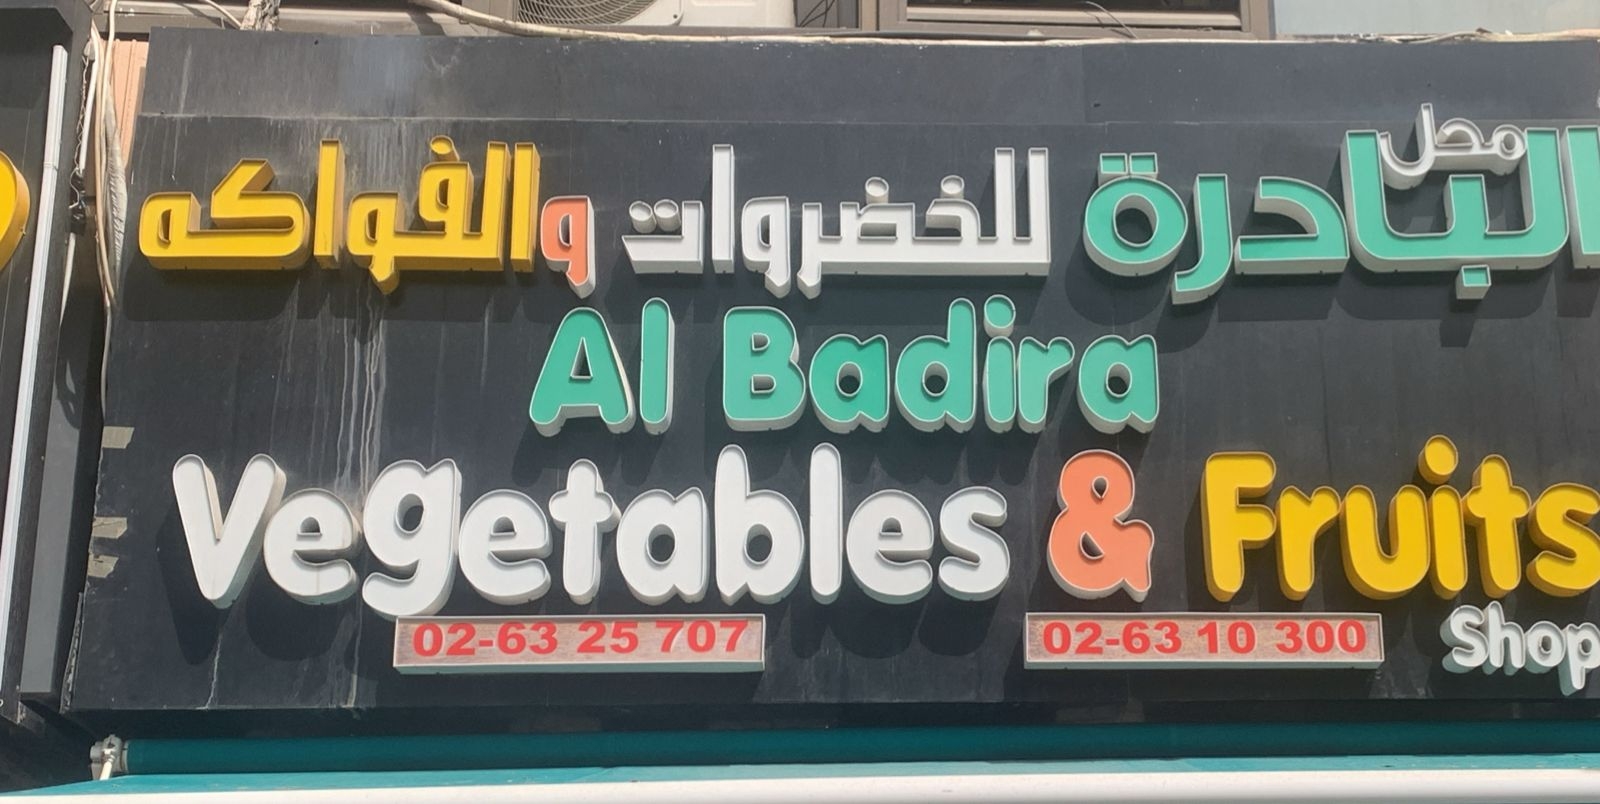 محل
البادرة للخضروات والفواكه
Al Badira
Vegetables & Fruits
Shop
02-63 25 707
02-63 10 300